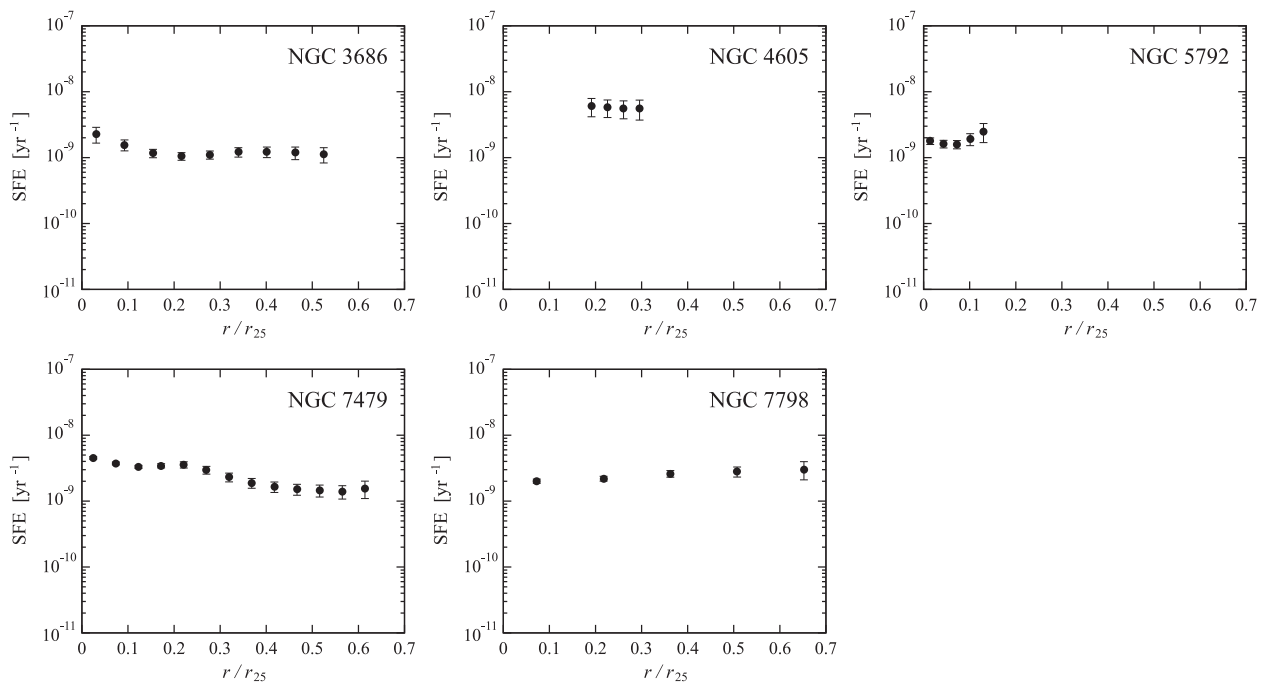 NGC 3686
SFE [yr⁻¹]
10⁻⁷
10⁻⁸
10⁻⁹
10⁻¹⁰
10⁻¹¹
0 0.1 0.2 0.3 0.4 0.5 0.6 0.7
r / r₂₅
NGC 4605
SFE [yr⁻¹]
10⁻⁷
10⁻⁸
10⁻⁹
10⁻¹⁰
10⁻¹¹
0 0.1 0.2 0.3 0.4 0.5 0.6 0.7
r / r₂₅
NGC 5792
SFE [yr⁻¹]
10⁻⁷
10⁻⁸
10⁻⁹
10⁻¹⁰
10⁻¹¹
0 0.1 0.2 0.3 0.4 0.5 0.6 0.7
r / r₂₅
NGC 7479
SFE [yr⁻¹]
10⁻⁷
10⁻⁸
10⁻⁹
10⁻¹⁰
10⁻¹¹
0 0.1 0.2 0.3 0.4 0.5 0.6 0.7
r / r₂₅
NGC 7798
SFE [yr⁻¹]
10⁻⁷
10⁻⁸
10⁻⁹
10⁻¹⁰
10⁻¹¹
0 0.1 0.2 0.3 0.4 0.5 0.6 0.7
r / r₂₅